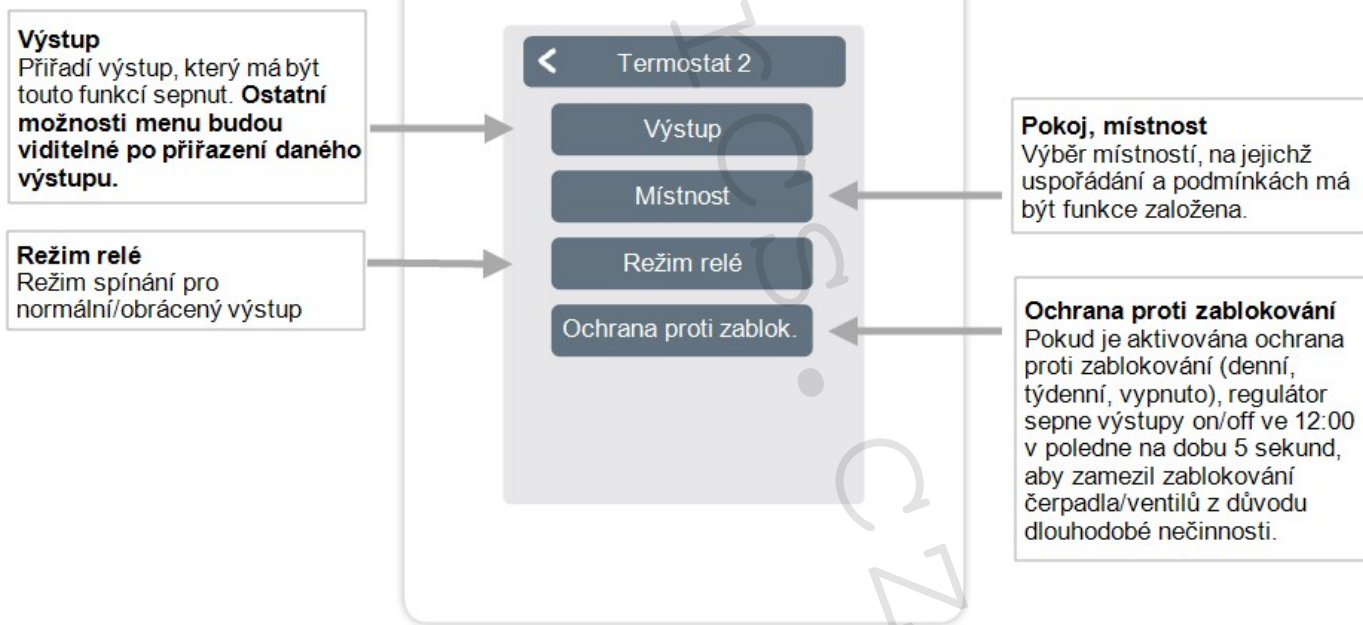 Výstup
Přiřadí výstup, který má být
touto funkcí sepnut. Ostatní
možnosti menu budou
viditelné po přiřazení daného
výstupu.
Režim relé
Režim spínání pro
normální/obrácený výstup
Termostat 2
Výstup
Místnost
Režim relé
Ochrana proti zablok.
Pokoj, místnost
Výběr místností, na jejichž
uspořádání a podmínkách má
být funkce založena.
Ochrana proti zablokování
Pokud je aktivována ochrana
proti zablokování (denní,
týdenní, vypnuto), regulátor
sepne výstupy on/off ve 12:00
v poledne na dobu 5 sekund,
aby zamezil zablokování
čerpadla/ventilů z důvodu
dlouhodobé nečinnosti.